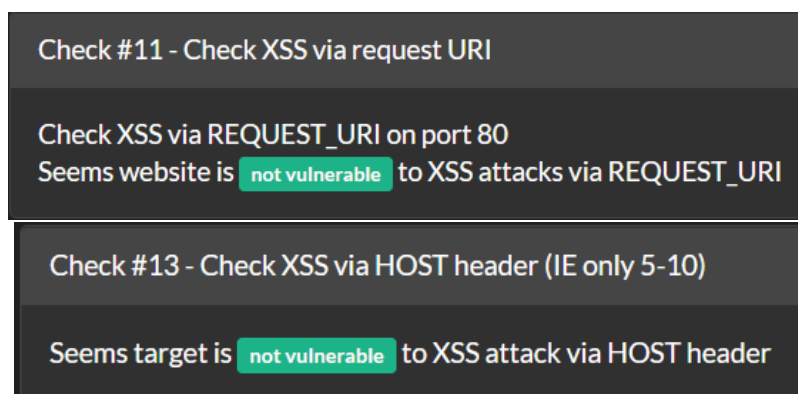 Check #11 - Check XSS via request URI
Check XSS via REQUEST_URI on port 80
Seems website is not vulnerable to XSS attacks via REQUEST_URI
Check #13 - Check XSS via HOST header (IE only 5-10)
Seems target is not vulnerable to XSS attack via HOST header